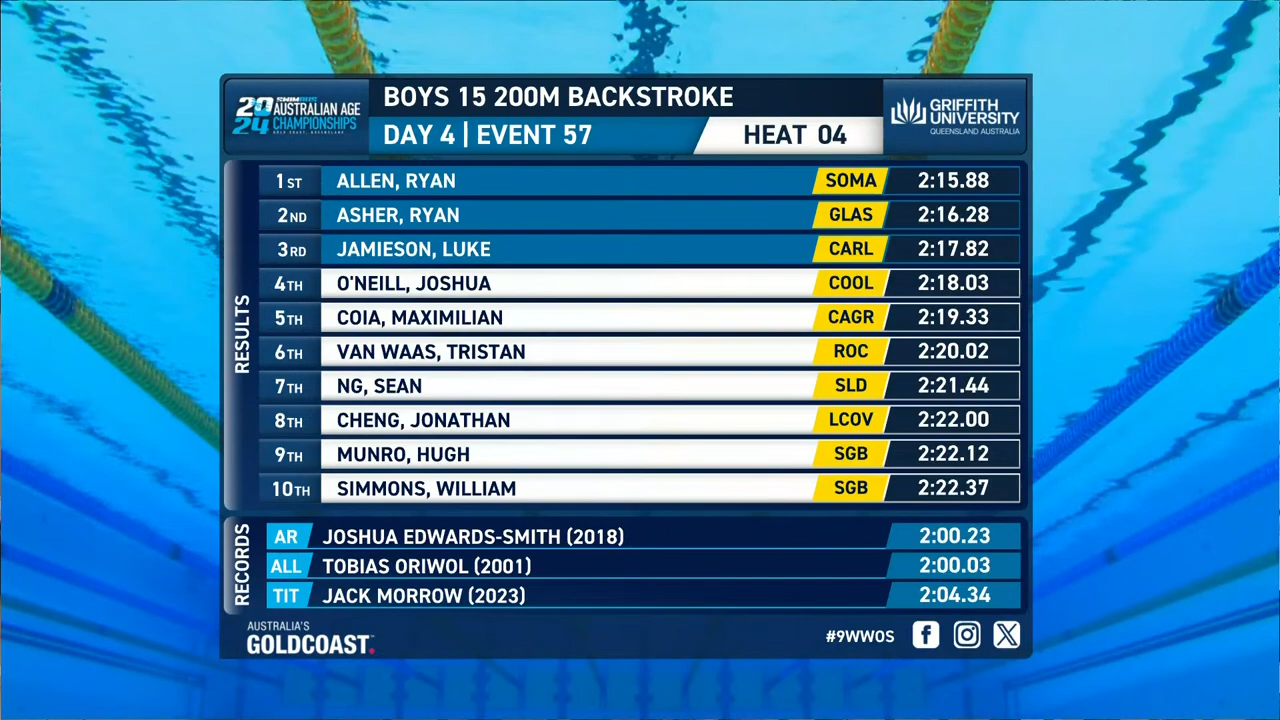 2024 SWIMMING AUSTRALIAN AGE CHAMPIONSHIPS
GOLD COAST, QUEENSLAND
BOYS 15 200M BACKSTROKE
DAY 4 | EVENT 57
HEAT 04
GRIFFITH UNIVERSITY
QUEENSLAND AUSTRALIA
RESULTS
1ST ALLEN, RYAN SOMA 2:15.88
2ND ASHER, RYAN GLAS 2:16.28
3RD JAMIESON, LUKE CARL 2:17.82
4TH O'NEILL, JOSHUA COOL 2:18.03
5TH COIA, MAXIMILIAN CAGR 2:19.33
6TH VAN WAAS, TRISTAN ROC 2:20.02
7TH NG, SEAN SLD 2:21.44
8TH CHENG, JONATHAN LCOV 2:22.00
9TH MUNRO, HUGH SGB 2:22.12
10TH SIMMONS, WILLIAM SGB 2:22.37
RECORDS
AR JOSHUA EDWARDS-SMITH (2018) 2:00.23
ALL TOBIAS ORIWOL (2001) 2:00.03
TIT JACK MORROW (2023) 2:04.34
AUSTRALIA'S
GOLDCOAST.
#9WWOS